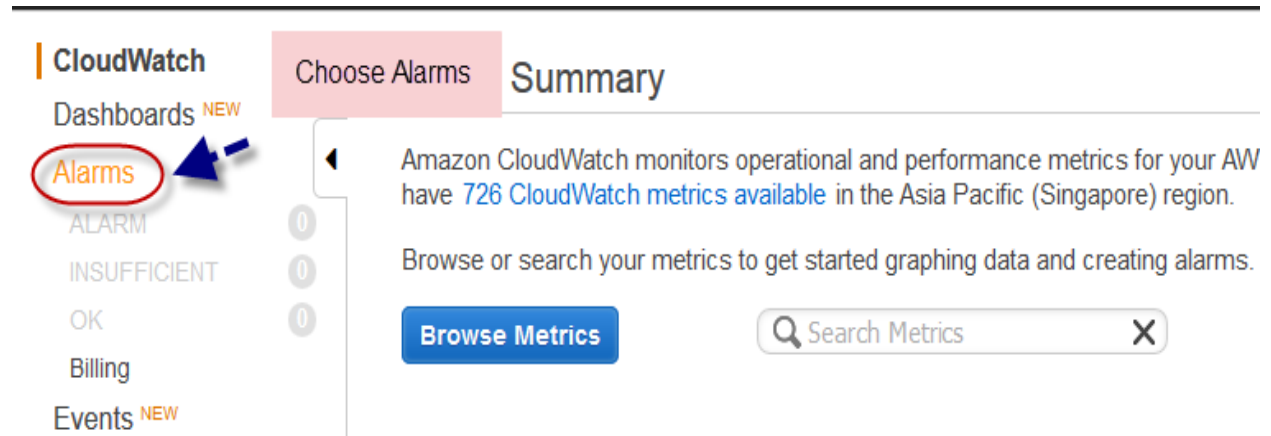 CloudWatch
Dashboards NEW
Alarms
ALARM 0
INSUFFICIENT 0
OK 0
Billing
Events NEW
Choose Alarms
Summary
Amazon CloudWatch monitors operational and performance metrics for your AW
have 726 CloudWatch metrics available in the Asia Pacific (Singapore) region.
Browse or search your metrics to get started graphing data and creating alarms.
Browse Metrics
Search Metrics